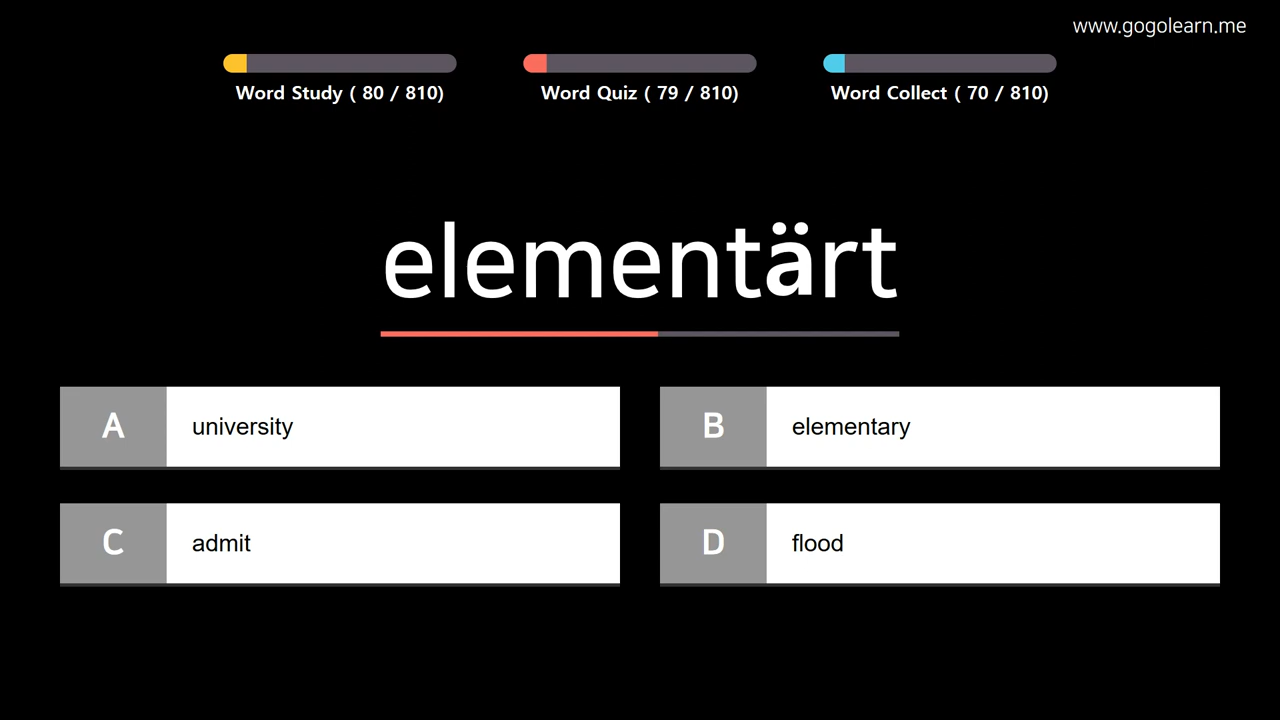 www.gogolearn.me
Word Study ( 80 / 810)
Word Quiz ( 79 / 810)
Word Collect ( 70 / 810)
elementärt
A
university
B
elementary
C
admit
D
flood